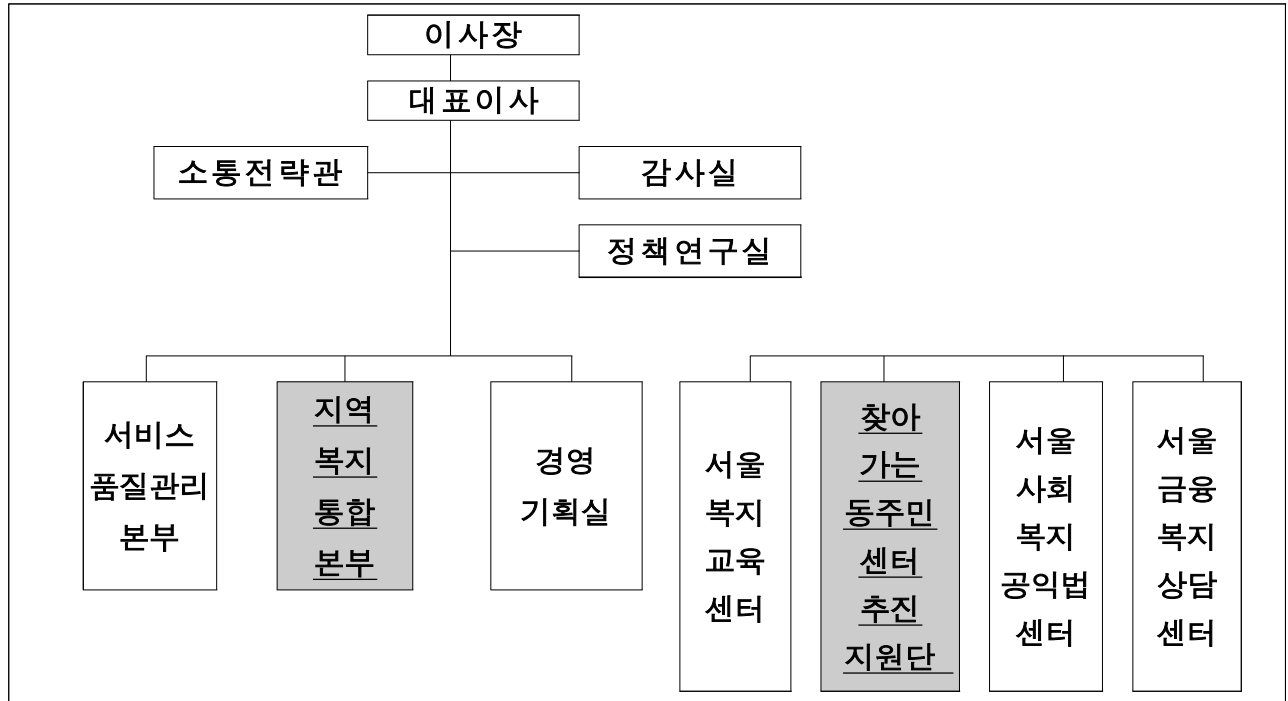 이사장
대표이사
소통전략관
감사실
정책연구실
서비스
품질관리
본부
지역
복지
통합
본부
경영
기획실
서울
복지
교육
센터
찾아
가는
동주민
센터
추진
지원단
서울
사회
복지
공익법
센터
서울
금융
복지
상담
센터